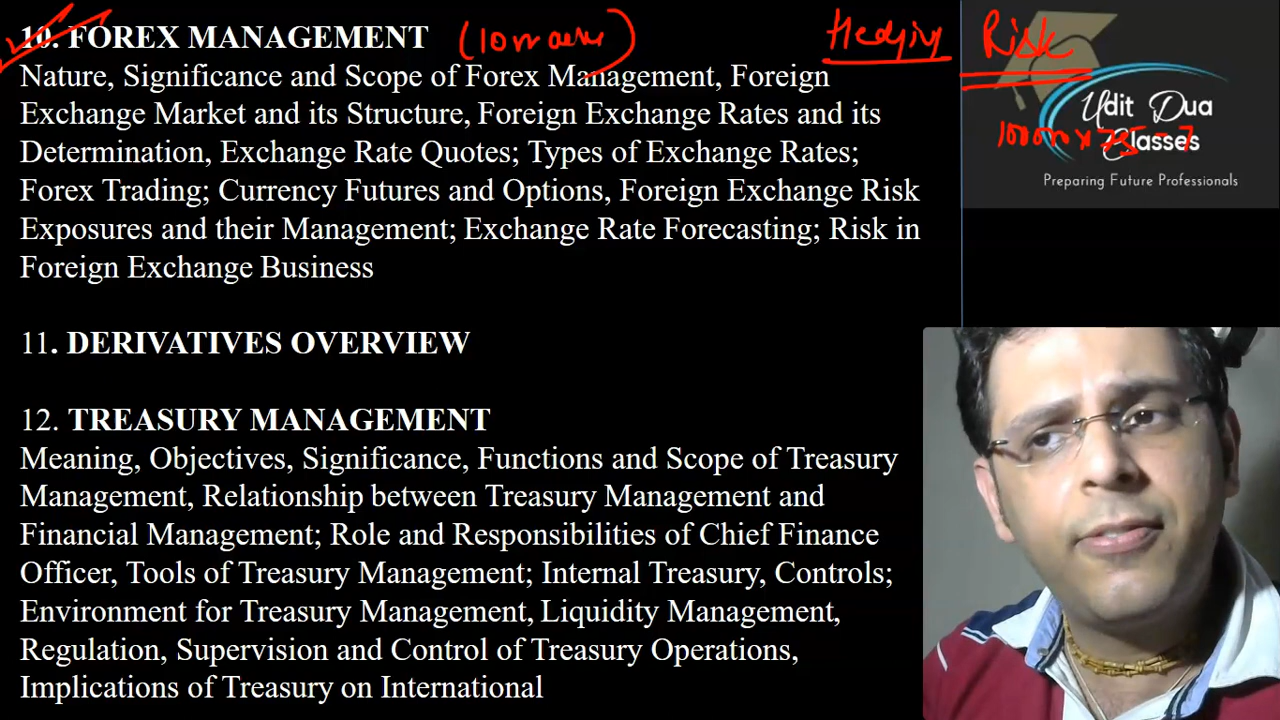 10. FOREX MANAGEMENT (10 marks) Hedging Risk
Nature, Significance and Scope of Forex Management, Foreign
Exchange Market and its Structure, Foreign Exchange Rates and its
Determination, Exchange Rate Quotes; Types of Exchange Rates;
Forex Trading; Currency Futures and Options, Foreign Exchange Risk
Exposures and their Management; Exchange Rate Forecasting; Risk in
Foreign Exchange Business
11. DERIVATIVES OVERVIEW
12. TREASURY MANAGEMENT
Meaning, Objectives, Significance, Functions and Scope of Treasury
Management, Relationship between Treasury Management and
Financial Management; Role and Responsibilities of Chief Finance
Officer, Tools of Treasury Management; Internal Treasury, Controls;
Environment for Treasury Management, Liquidity Management,
Regulation, Supervision and Control of Treasury Operations,
Implications of Treasury on International
Udit Dua
Classes
Preparing Future Professionals